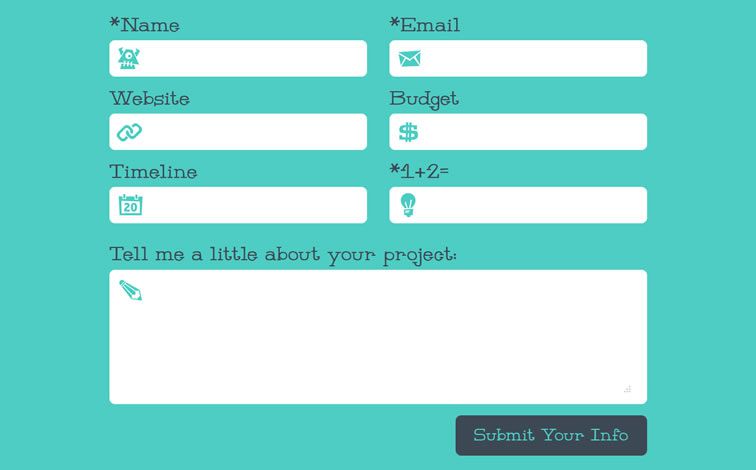 *Name
*Email
Website
Budget
Timeline
*1+2=
20
Tell me a little about your project:
Submit Your Info